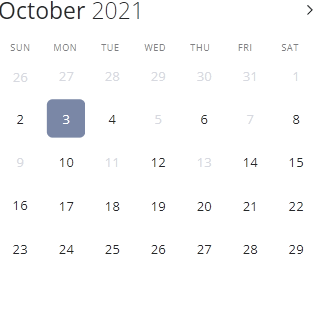 October 2021
SUN MON TUE WED THU FRI SAT
26 27 28 29 30 31 1
2 3 4 5 6 7 8
9 10 11 12 13 14 15
16 17 18 19 20 21 22
23 24 25 26 27 28 29